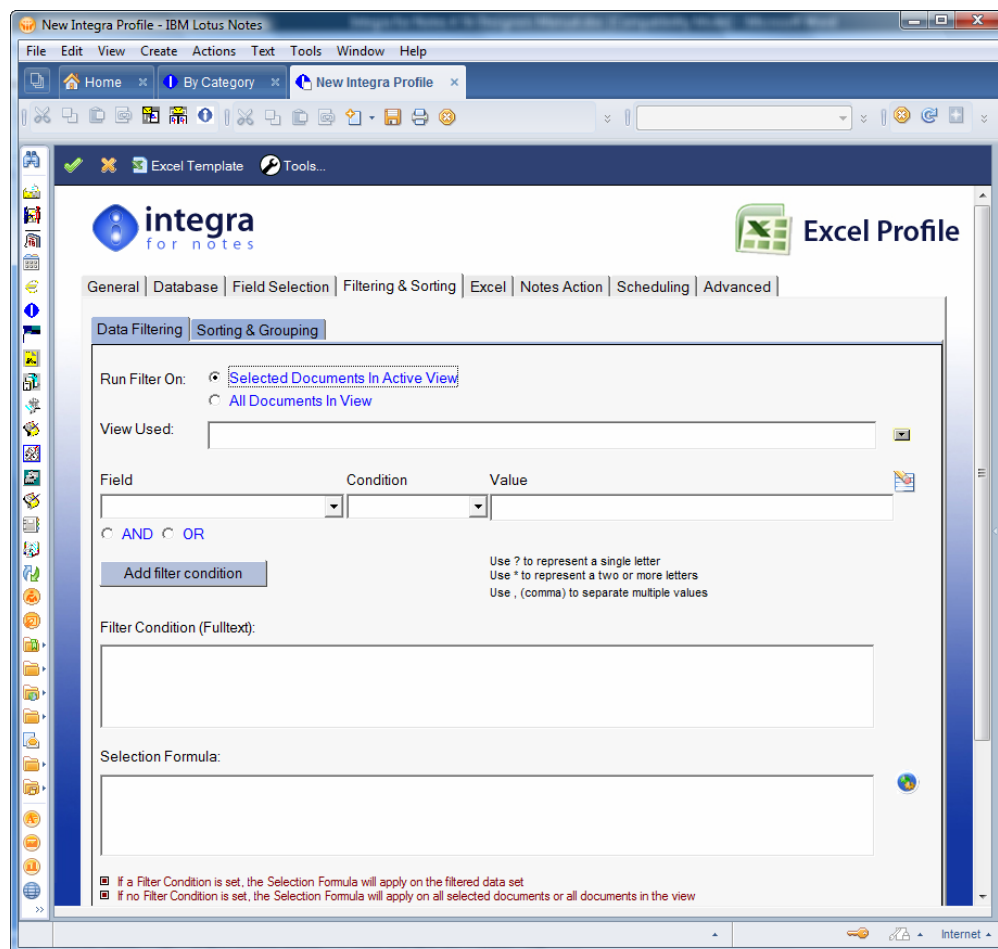 New Integra Profile - IBM Lotus Notes
File Edit View Create Actions Text Tools Window Help
Home By Category New Integra Profile
Excel Template Tools...
integra
for notes
Excel Profile
General Database Field Selection Filtering & Sorting Excel Notes Action Scheduling Advanced
Data Filtering Sorting & Grouping
Run Filter On: Selected Documents In Active View
All Documents In View
View Used:
Field Condition Value
AND OR
Add filter condition
Use ? to represent a single letter
Use * to represent a two or more letters
Use , (comma) to separate multiple values
Filter Condition (Fulltext):
Selection Formula:
If a Filter Condition is set, the Selection Formula will apply on the filtered data set
If no Filter Condition is set, the Selection Formula will apply on all selected documents or all documents in the view
Internet